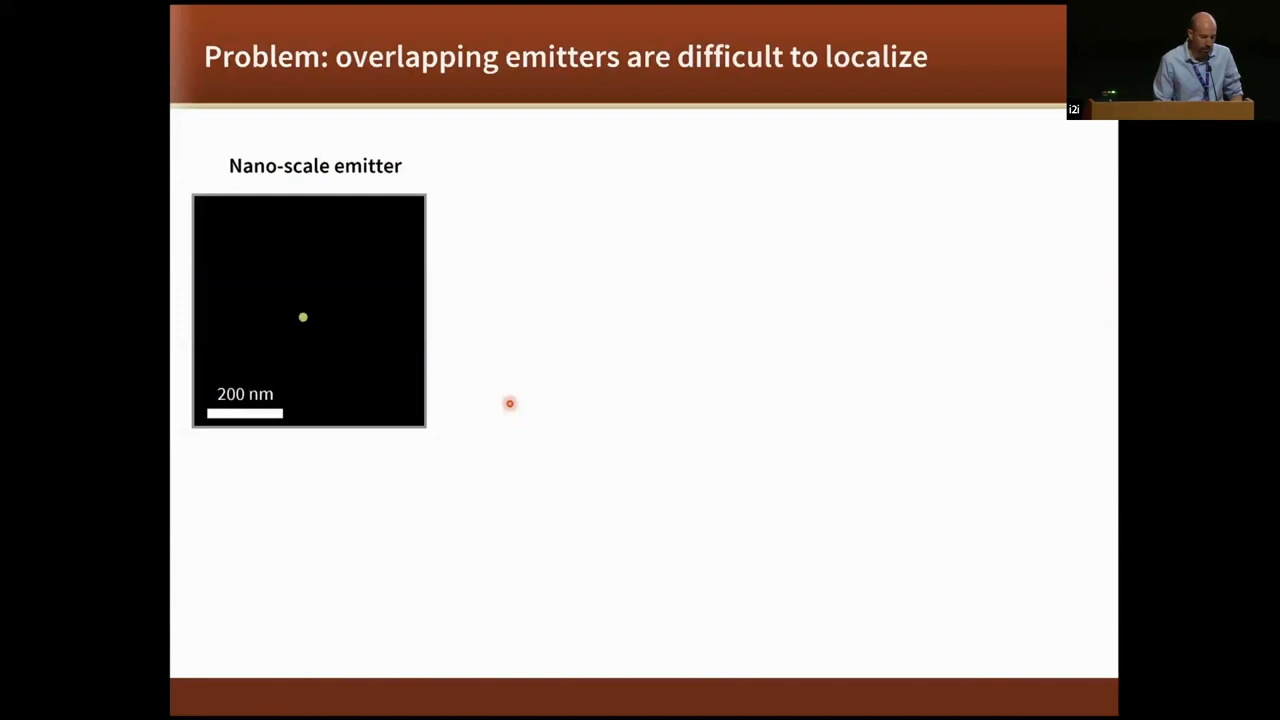 Problem: overlapping emitters are difficult to localize
i2i
Nano-scale emitter
200 nm